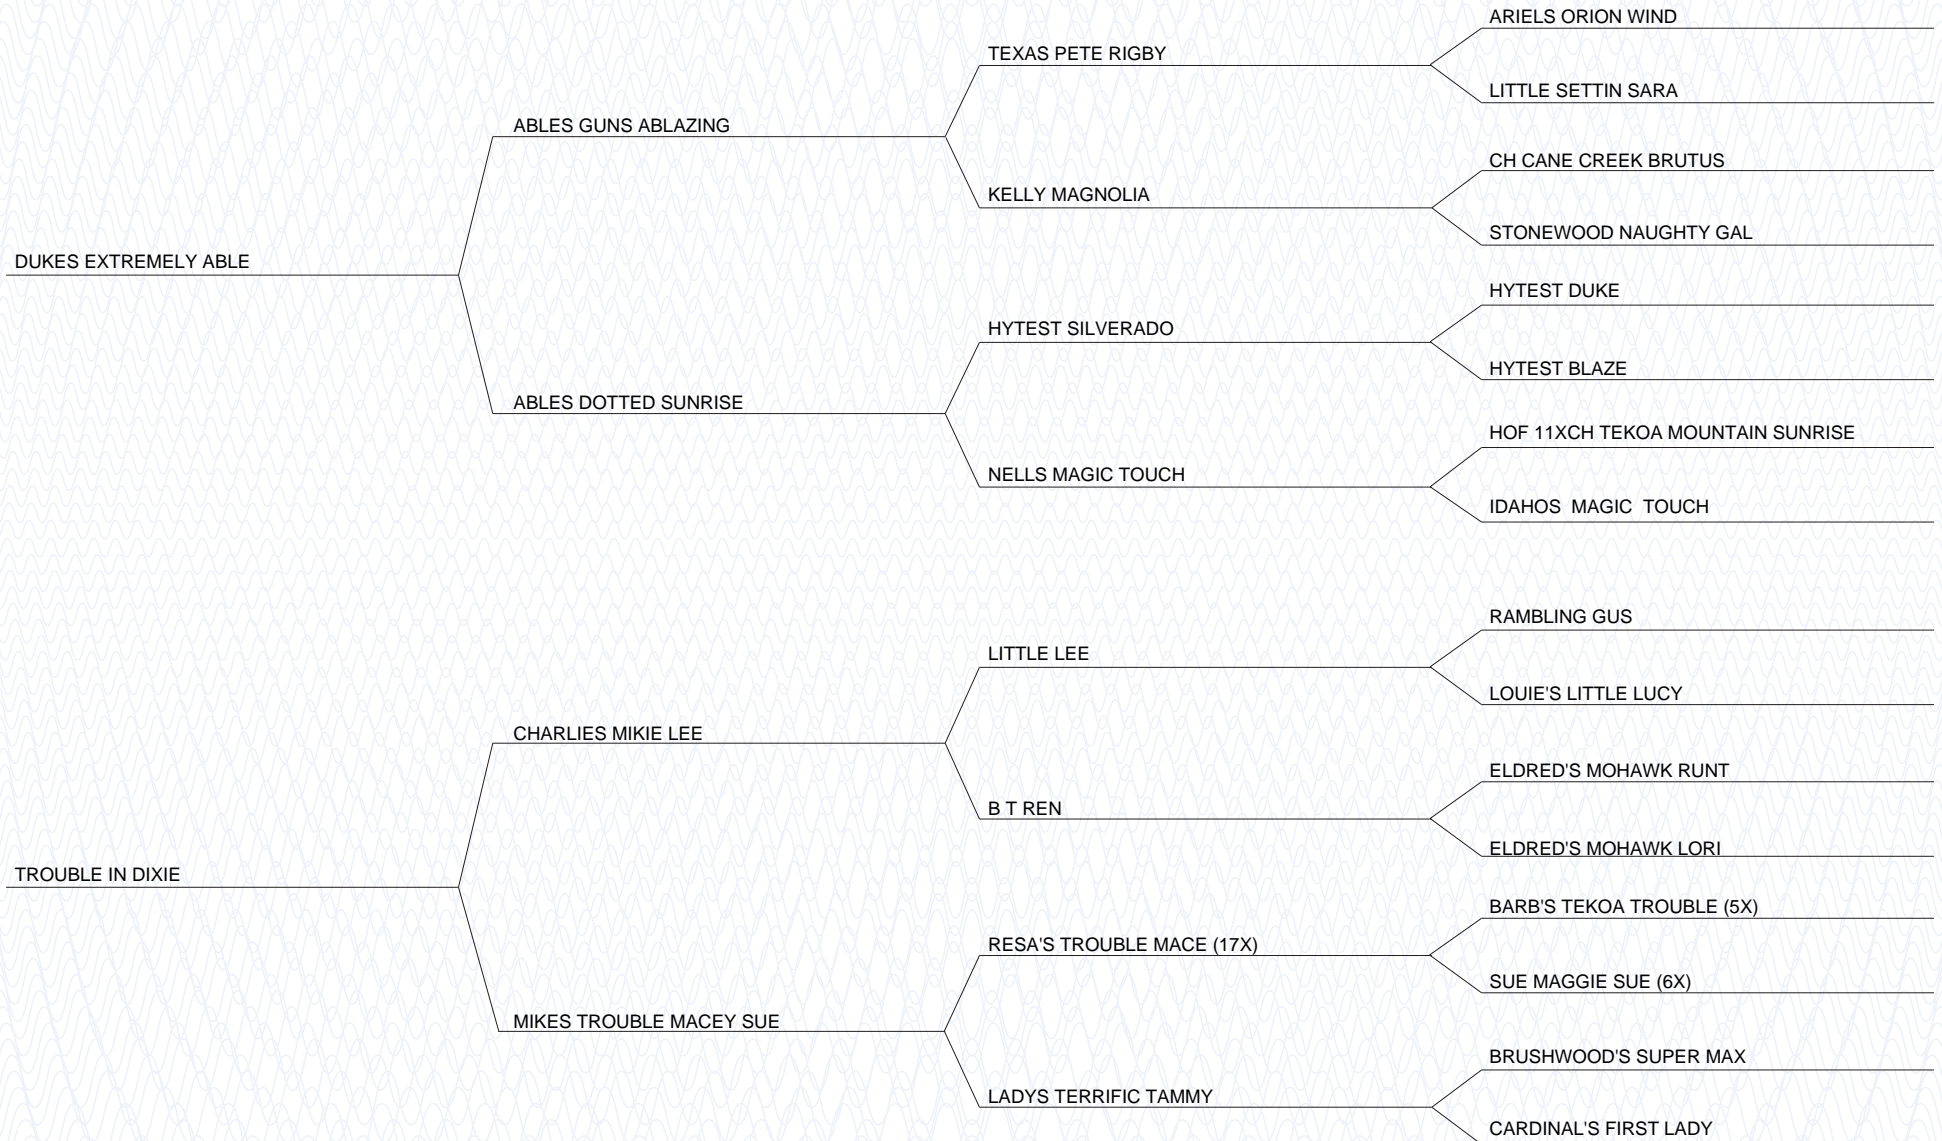 ARIELS ORION WIND
TEXAS PETE RIGBY
LITTLE SETTIN SARA
ABLES GUNS ABLAZING
CH CANE CREEK BRUTUS
KELLY MAGNOLIA
STONEWOOD NAUGHTY GAL
DUKES EXTREMELY ABLE
HYTEST DUKE
HYTEST SILVERADO
HYTEST BLAZE
ABLES DOTTED SUNRISE
HOF 11XCH TEKOA MOUNTAIN SUNRISE
NELLS MAGIC TOUCH
IDAHOS  MAGIC  TOUCH
RAMBLING GUS
LITTLE LEE
LOUIE'S LITTLE LUCY
CHARLIES MIKIE LEE
ELDRED'S MOHAWK RUNT
B T REN
ELDRED'S MOHAWK LORI
TROUBLE IN DIXIE
BARB'S TEKOA TROUBLE (5X)
RESA'S TROUBLE MACE (17X)
SUE MAGGIE SUE (6X)
MIKES TROUBLE MACEY SUE
BRUSHWOOD'S SUPER MAX
LADYS TERRIFIC TAMMY
CARDINAL'S FIRST LADY